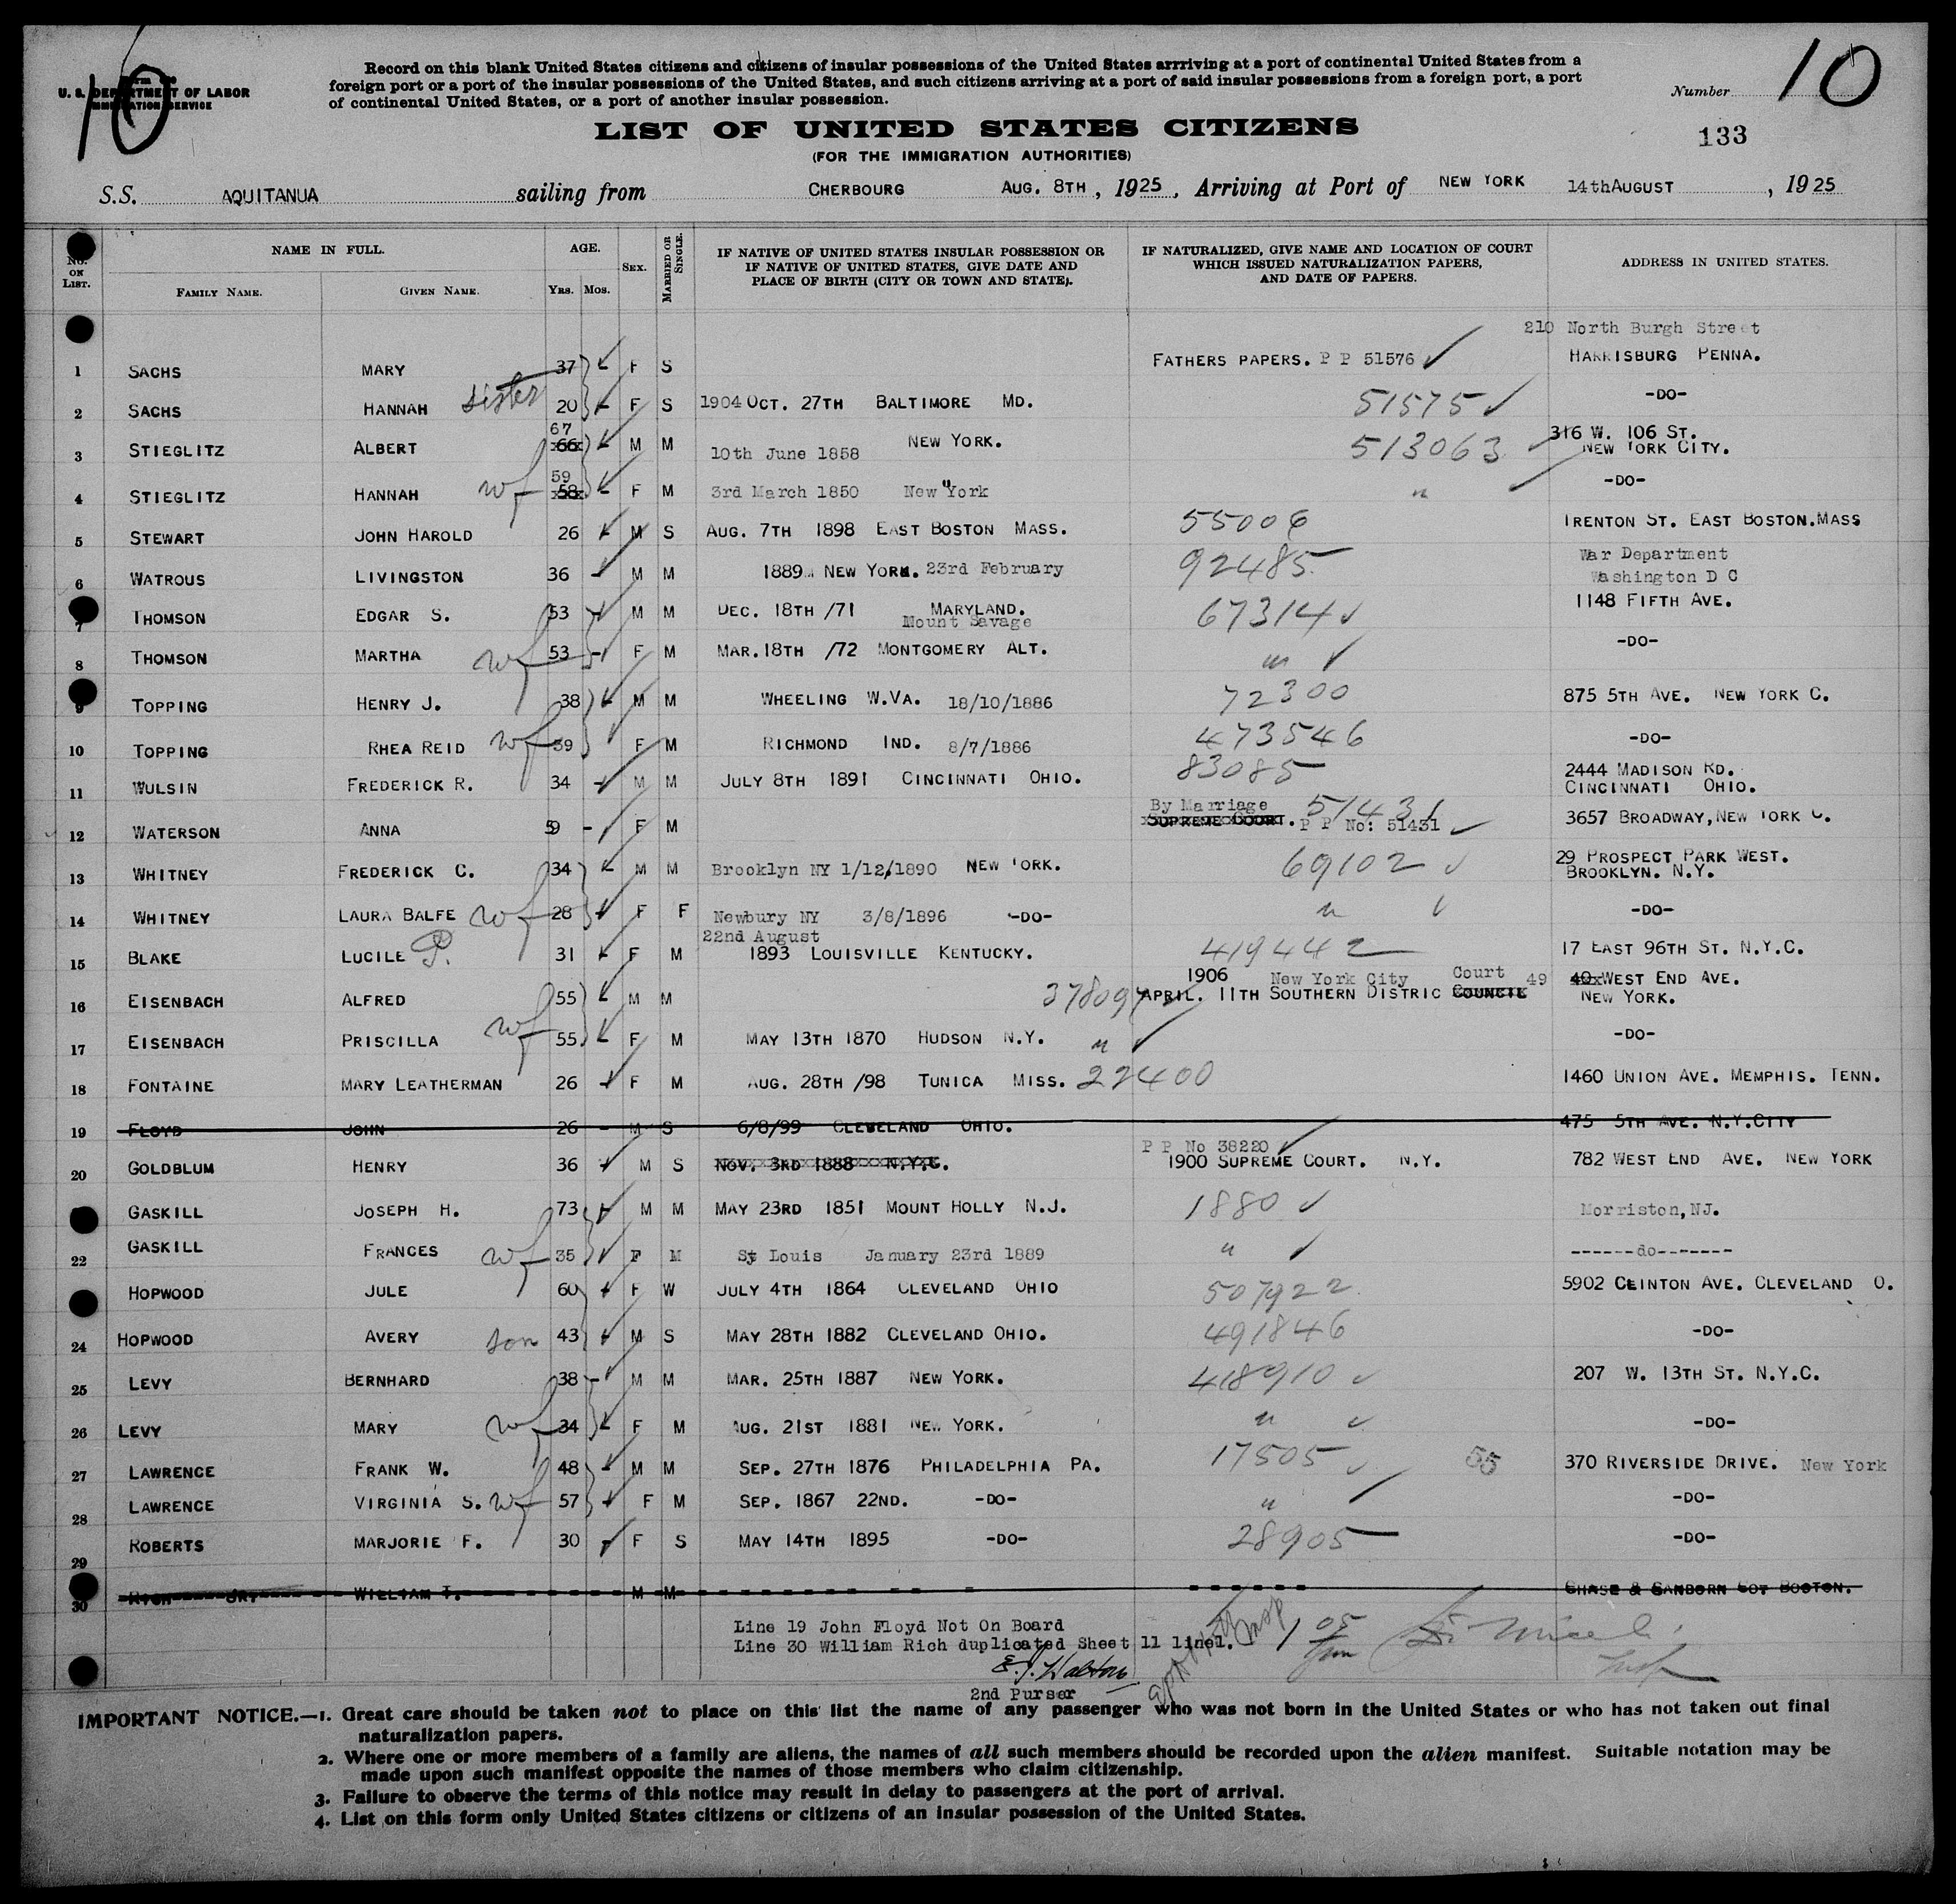 10
U. S. DEPARTMENT OF LABOR
IMMIGRATION SERVICE
Record on this blank United States citizens and citizens of insular possessions of the United States arrriving at a port of continental United States from a
foreign port or a port of the insular possessions of the United States, and such citizens arriving at a port of said insular possessions from a foreign port, a port
of continental United States, or a port of another insular possession.
Number 10
133
LIST OF UNITED STATES CITIZENS
(FOR THE IMMIGRATION AUTHORITIES)
S.S. AQUITANUA sailing from CHERBOURG AUG. 8TH, 1925, Arriving at Port of NEW YORK 14thAUGUST, 1925
No. ON LIST. NAME IN FULL. AGE. SEX. MARRIED OR SINGLE. IF NATIVE OF UNITED STATES INSULAR POSSESSION OR IF NATIVE OF UNITED STATES, GIVE DATE AND PLACE OF BIRTH (CITY OR TOWN AND STATE). IF NATURALIZED, GIVE NAME AND LOCATION OF COURT WHICH ISSUED NATURALIZATION PAPERS, AND DATE OF PAPERS. ADDRESS IN UNITED STATES.
FAMILY NAME. GIVEN NAME. YRS. MOS.
210 North Burgh Street
1 SACHS MARY 37 F S FATHERS PAPERS. P P 51576 HARRISBURG PENNA.
2 SACHS HANNAH sister 20 F S 1904 OCT. 27TH BALTIMORE MD. 51575 -DO-
3 STIEGLITZ ALBERT 67 66 M M 10th June 1858 NEW YORK. 513063 316 W. 106 ST. NEW YORK CITY.
4 STIEGLITZ HANNAH wf 59 58 F M 3rd March 1850 New York " -DO-
5 STEWART JOHN HAROLD 26 M S AUG. 7TH 1898 EAST BOSTON MASS. 55006 TRENTON ST. EAST BOSTON.MASS
6 WATROUS LIVINGSTON 36 M M 1889 NEW YORK. 23rd February 92485 War Department Washington D C
7 THOMSON EDGAR S. 53 M M DEC. 18TH /71 MARYLAND. Mount Savage 67314 1148 FIFTH AVE.
8 THOMSON MARTHA wf 53 F M MAR.18TH /72 MONTGOMERY ALT. " -DO-
9 TOPPING HENRY J. 38 M M WHEELING W.VA. 18/10/1886 72300 875 5TH AVE. NEW YORK C.
10 TOPPING RHEA REID wf 39 F M RICHMOND IND. 8/7/1886 473546 -DO-
11 WULSIN FREDERICK R. 34 M M JULY 8TH 1891 CINCINNATI OHIO. 83085 2444 MADISON RD. CINCINNATI OHIO.
12 WATERSON ANNA 59 F M By Marriage 51431 SUPREME COURT. P P No: 51431 3657 BROADWAY, NEW YORK C.
13 WHITNEY FREDERICK C. 34 M M Brooklyn NY 1/12/1890 NEW YORK. 69102 29 PROSPECT PARK WEST. BROOKLYN. N.Y.
14 WHITNEY LAURA BALFE wf 28 F F Newbury NY 3/8/1896 -DO- " -DO-
15 BLAKE LUCILE P. 31 F M 22nd August 1893 LOUISVILLE KENTUCKY. 419442 17 EAST 96TH ST. N.Y.C.
16 EISENBACH ALFRED 55 M M 378097 1906 New York City Court APRIL. 11TH SOUTHERN DISTRIC COUNCIL 49 40 WEST END AVE. NEW YORK.
17 EISENBACH PRISCILLA wf 55 F M MAY 13TH 1870 HUDSON N.Y. " -DO-
18 FONTAINE MARY LEATHERMAN 26 F M AUG. 28TH /98 TUNICA MISS. 22400 1460 UNION AVE. MEMPHIS. TENN.
19 FLOYD JOHN 26 - M S 6/8/99 CLEVELAND OHIO. 475 5TH AVE. N.Y.CITY
20 GOLDBLUM HENRY 36 M S NOV. 3RD 1888 N.Y.C. P P No 38220 1900 SUPREME COURT. N.Y. 782 WEST END AVE. NEW YORK
GASKILL JOSEPH H. 73 M M MAY 23RD 1851 MOUNT HOLLY N.J. 1880 Morriston, NJ.
22 GASKILL FRANCES wf 35 F M St Louis January 23rd 1889 " ------do-------
HOPWOOD JULE 60 F W JULY 4TH 1864 CLEVELAND OHIO 507922 5902 CLINTON AVE. CLEVELAND O.
24 HOPWOOD AVERY son 43 M S MAY 28TH 1882 CLEVELAND OHIO. 491846 -DO-
25 LEVY BERNHARD 38 M M MAR. 25TH 1887 NEW YORK. 418910 207 W. 13TH ST. N.Y.C.
26 LEVY MARY wf 34 F M AUG. 21ST 1881 NEW YORK. " -DO-
27 LAWRENCE FRANK W. 48 M M SEP. 27TH 1876 PHILADELPHIA PA. 17505 55 370 RIVERSIDE DRIVE. New York
28 LAWRENCE VIRGINIA S. wf 57 F M SEP. 1867 22ND. -DO- " -DO-
29 ROBERTS MARJORIE F. 30 F S MAY 14TH 1895 -DO- 28905 -DO-
30 RICH JR. WILLIAM T. M M CHASE & SANBORN CO. BOSTON.
Line 19 John Floyd Not On Board
Line 30 William Rich duplicated Sheet 11 line1.
2nd Purser
IMPORTANT NOTICE.—1. Great care should be taken not to place on this list the name of any passenger who was not born in the United States or who has not taken out final
naturalization papers.
2. Where one or more members of a family are aliens, the names of all such members should be recorded upon the alien manifest. Suitable notation may be
made upon such manifest opposite the names of those members who claim citizenship.
3. Failure to observe the terms of this notice may result in delay to passengers at the port of arrival.
4. List on this form only United States citizens or citizens of an insular possession of the United States.